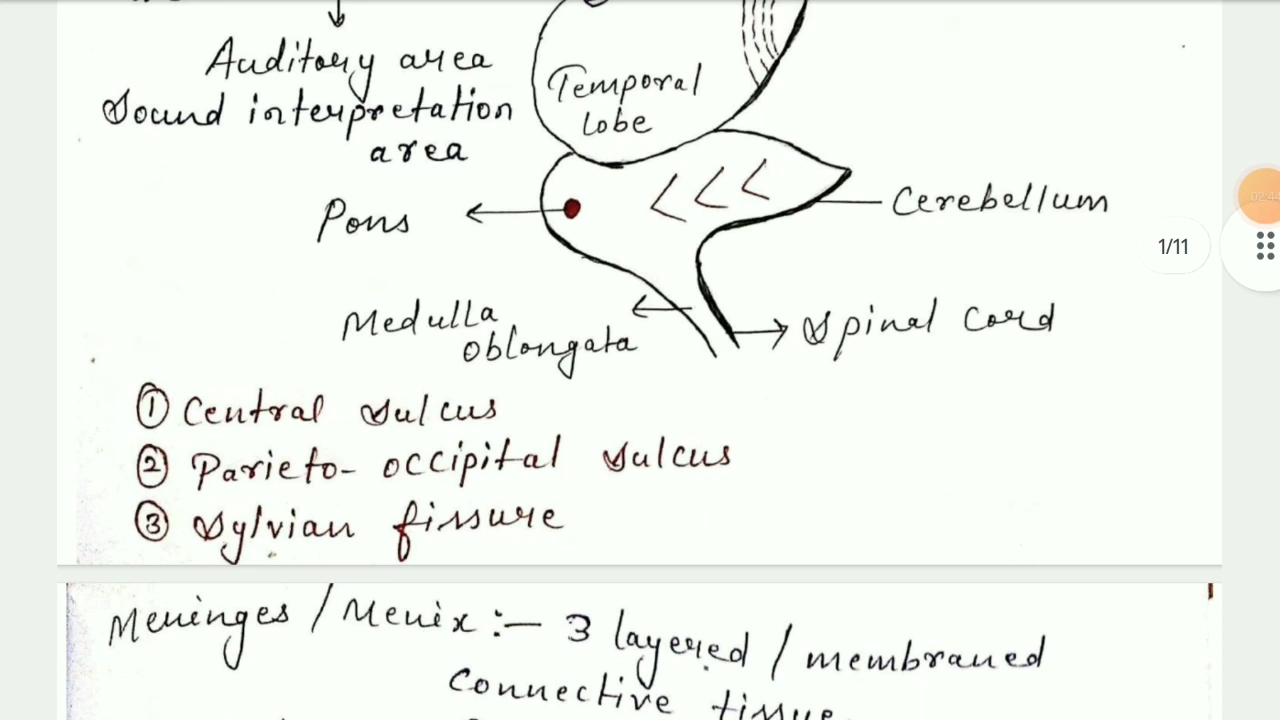 Auditory area
Sound interpretation
area
Temporal
lobe
Pons
Cerebellum
1/11
Medulla
oblongata
Spinal cord
① Central sulcus
② Parieto-occipital sulcus
③ Sylvian fissure
Meninges / Menix :- 3 layered / membraned
Connective tissue